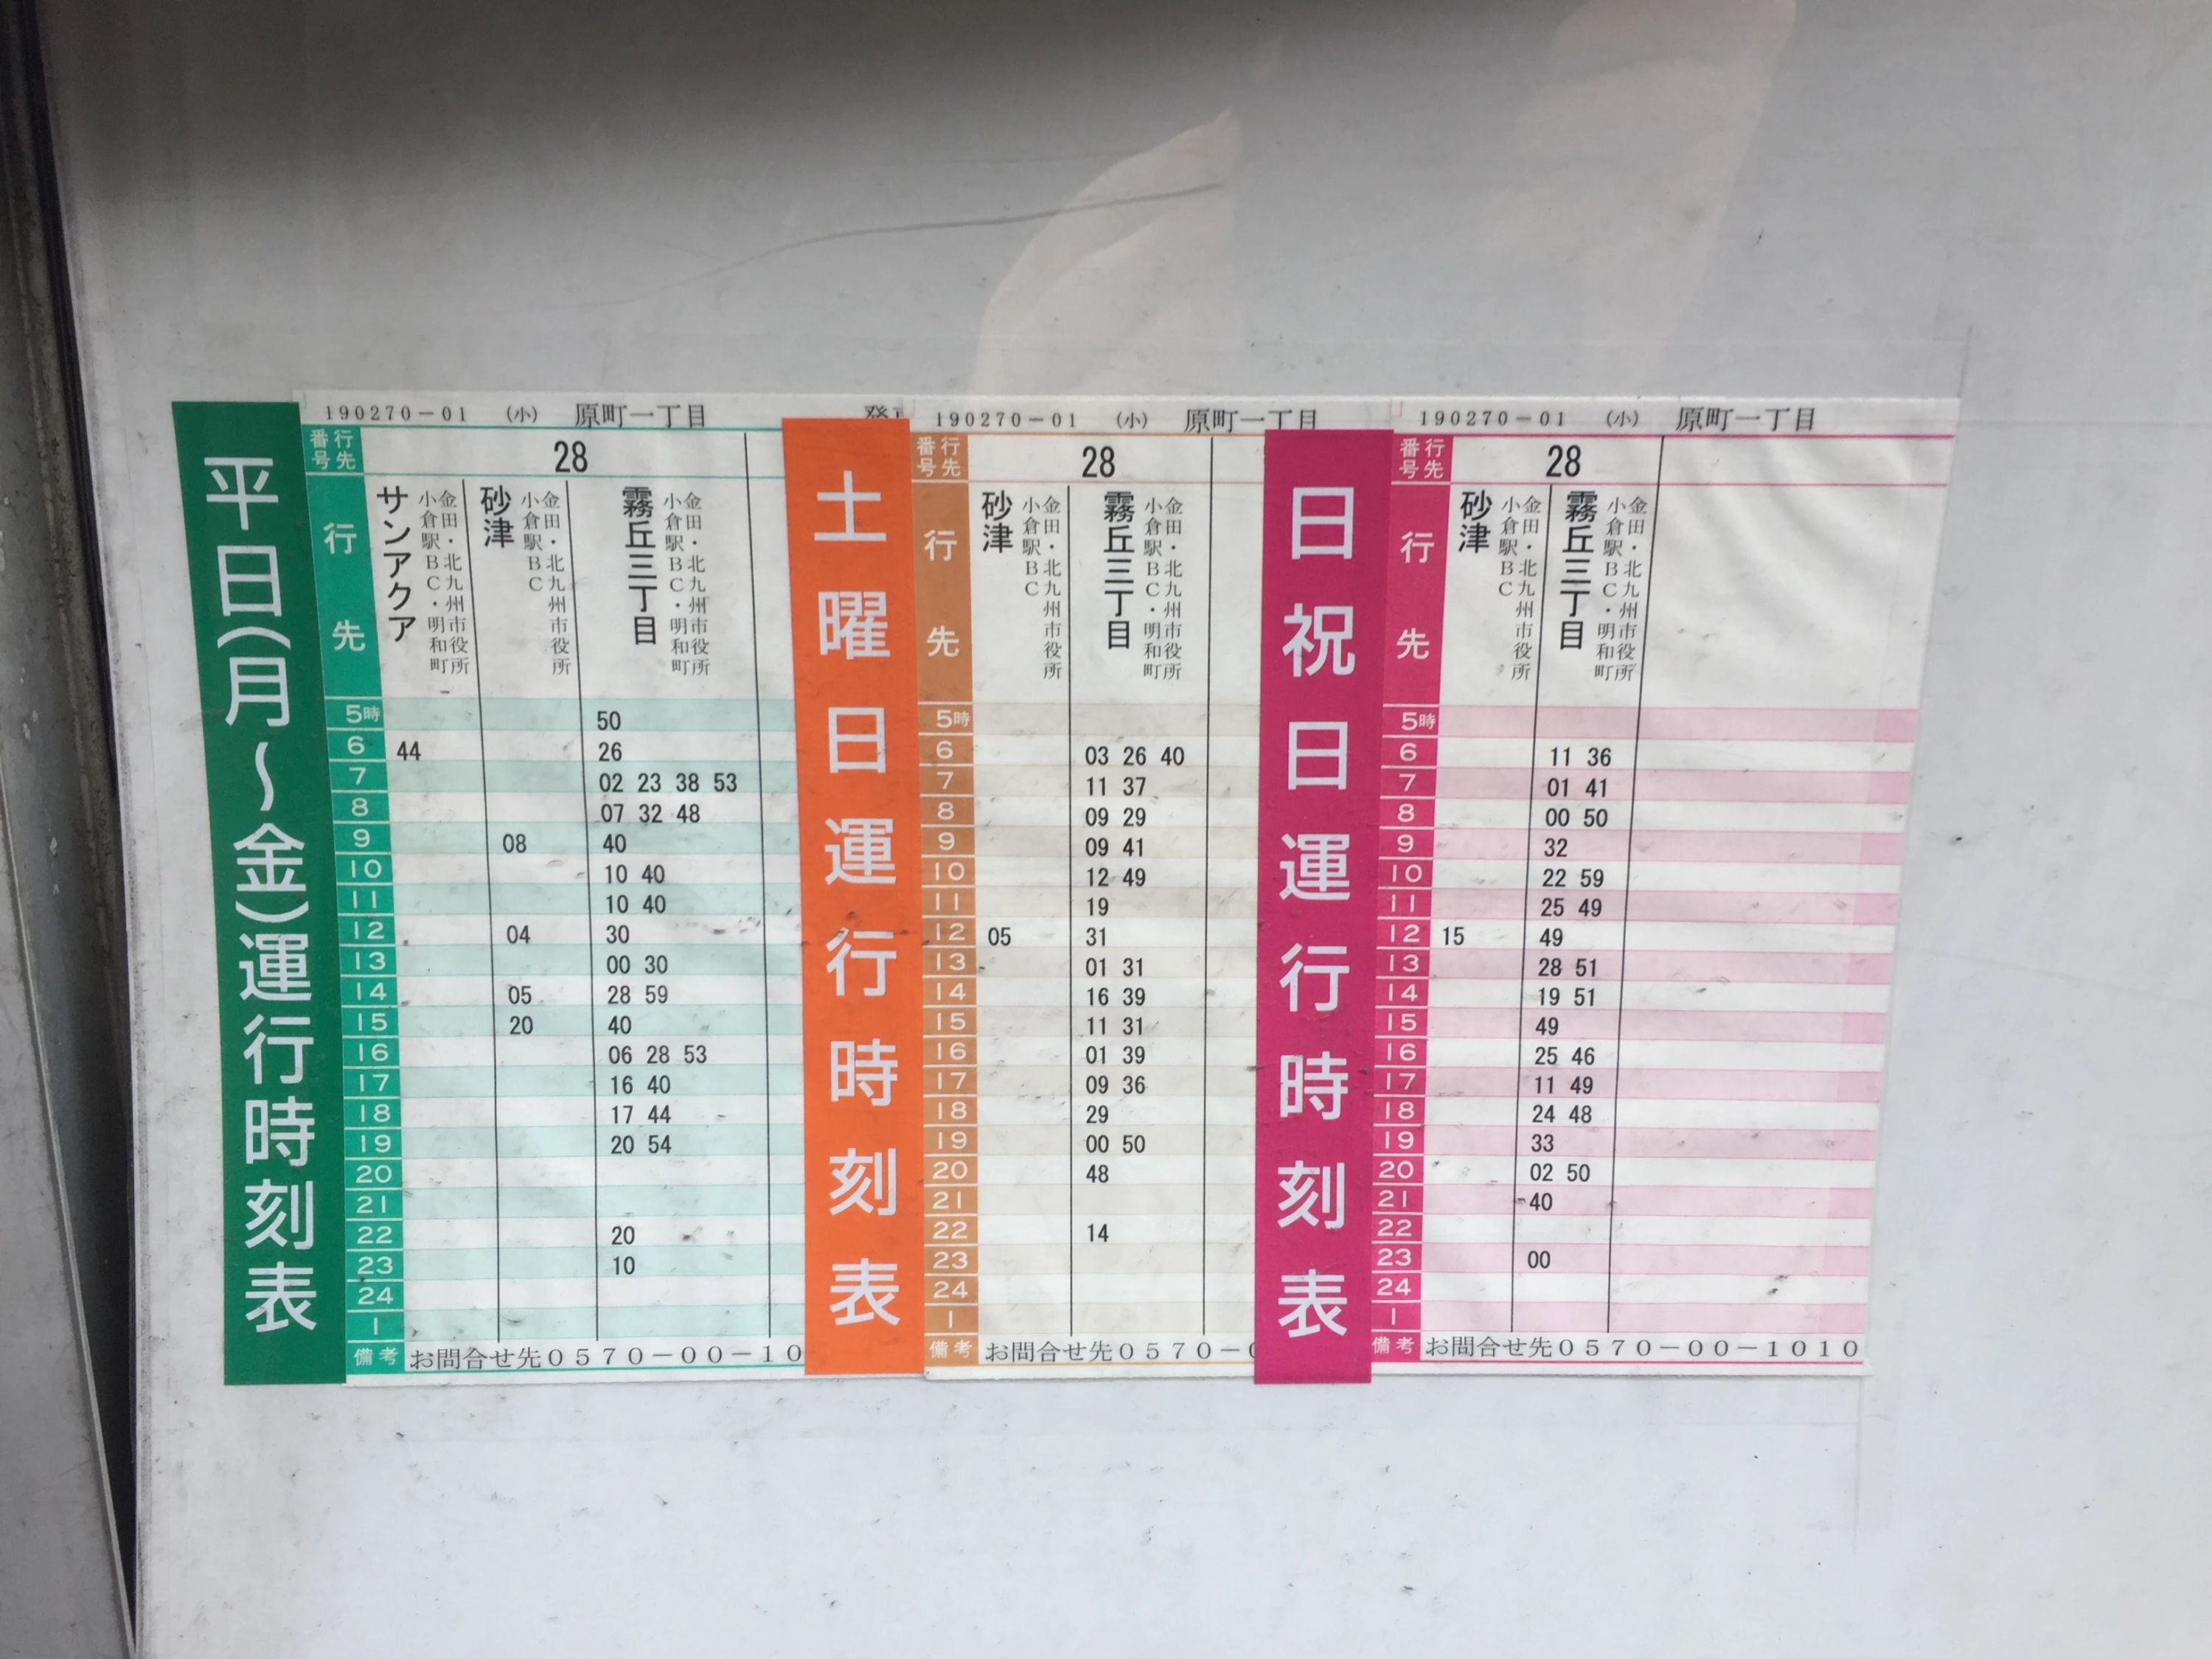 平日(月〜金)運行時刻表
190270-01 (小) 原町一丁目
行先番号 28
行先
サンアクア 金田・北九州市役所 小倉駅BC・明和町
砂津 金田・北九州市役所 小倉駅BC
霧丘三丁目 金田・北九州市役所 小倉駅BC・明和町
5時 50
6 44 26
7 02 23 38 53
8 07 32 48
9 08 40
10 10 40
11 10 40
12 04 30
13 00 30
14 05 28 59
15 20 40
16 06 28 53
17 16 40
18 17 44
19 20 54
20
21
22 20
23 10
24
1
備考 お問合せ先0570-00-10
土曜日運行時刻表
190270-01 (小) 原町一丁目
行先番号 28
行先
砂津 金田・北九州市役所 小倉駅BC
霧丘三丁目 金田・北九州市役所 小倉駅BC・明和町
5時
6 03 26 40
7 11 37
8 09 29
9 09 41
10 12 49
11 19
12 05 31
13 01 31
14 16 39
15 11 31
16 01 39
17 09 36
18 29
19 00 50
20 48
21
22 14
23
24
1
備考 お問合せ先0570-0
日祝日運行時刻表
190270-01 (小) 原町一丁目
行先番号 28
行先
砂津 金田・北九州市役所 小倉駅BC
霧丘三丁目 金田・北九州市役所 小倉駅BC・明和町
5時
6 11 36
7 01 41
8 00 50
9 32
10 22 59
11 25 49
12 15 49
13 28 51
14 19 51
15 49
16 25 46
17 11 49
18 24 48
19 33
20 02 50
21 40
22
23 00
24
1
備考 お問合せ先0570-00-1010